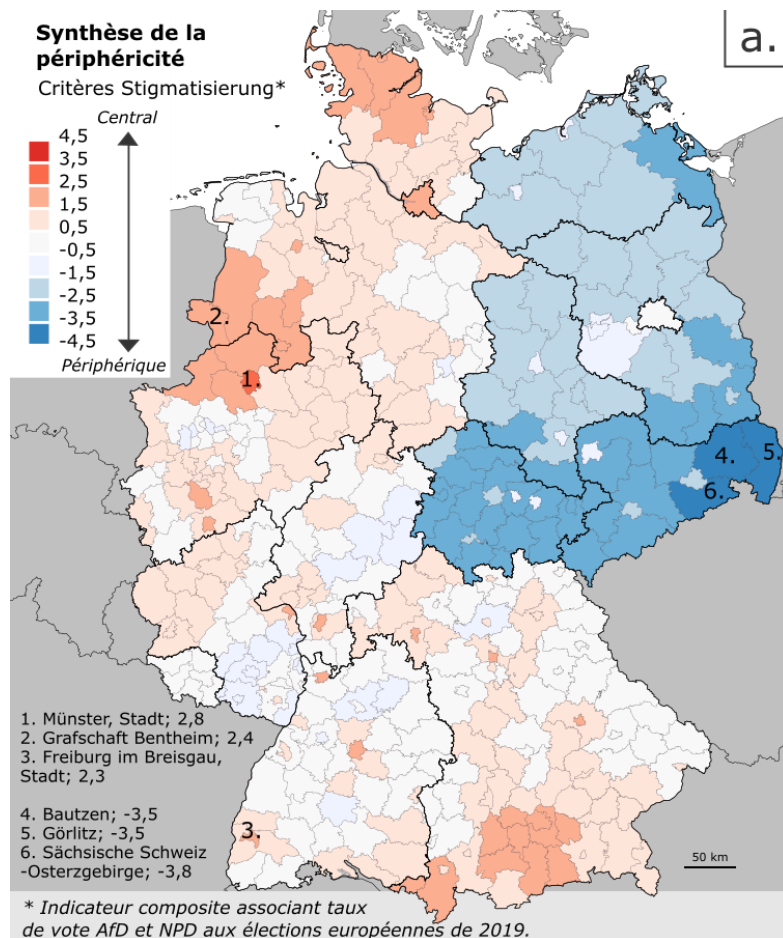 Synthèse de la
périphéricité
Critères Stigmatisierung*
Central
4,5
3,5
2,5
1,5
0,5
-0,5
-1,5
-2,5
-3,5
-4,5
Périphérique
a.
2.
1.
4.
5.
6.
3.
1. Münster, Stadt; 2,8
2. Grafschaft Bentheim; 2,4
3. Freiburg im Breisgau,
Stadt; 2,3
4. Bautzen; -3,5
5. Görlitz; -3,5
6. Sächsische Schweiz
-Osterzgebirge; -3,8
50 km
* Indicateur composite associant taux
de vote AfD et NPD aux élections européennes de 2019.